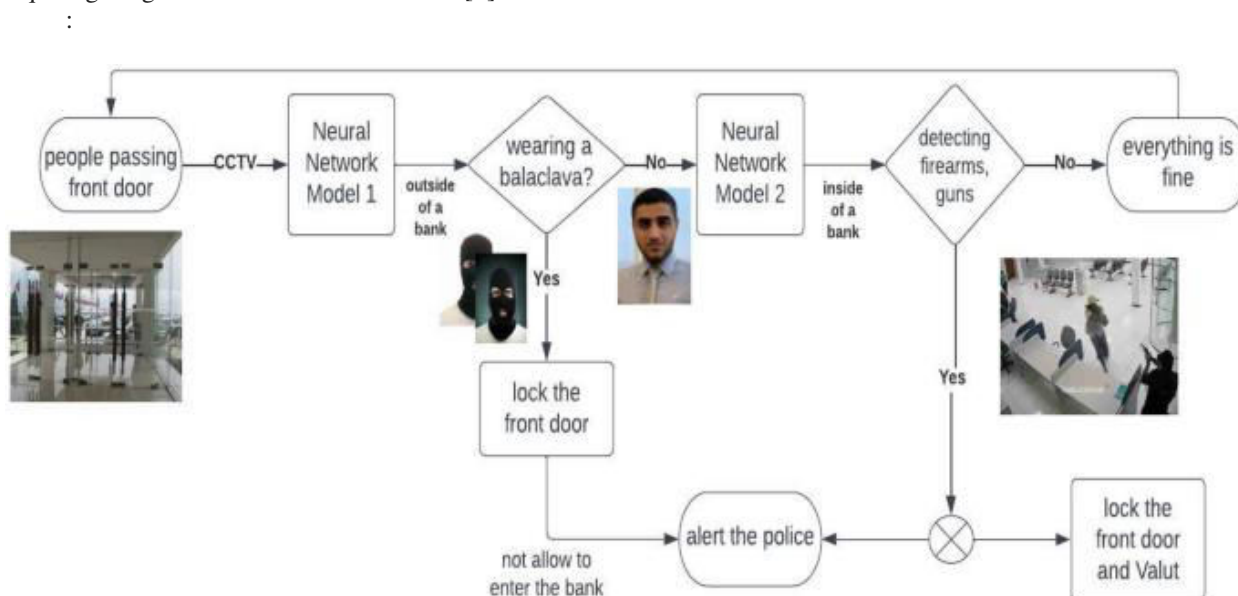 :
people passing
front door
CCTV
Neural
Network
Model 1
outside
of a
bank
wearing a
balaclava?
No
Yes
Neural
Network
Model 2
inside
of a
bank
detecting
firearms,
guns
No
everything is
fine
Yes
lock the
front door
not allow to
enter the bank
alert the police
lock the
front door
and Valut